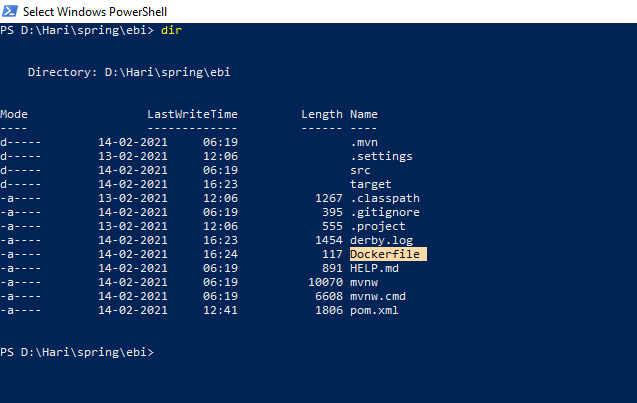 Select Windows PowerShell
PS D:\Hari\spring\ebi> dir
Directory: D:\Hari\spring\ebi
Mode LastWriteTime Length Name
---- ------------- ------ ----
d----- 14-02-2021 06:19 .mvn
d----- 13-02-2021 12:06 .settings
d----- 14-02-2021 06:19 src
d----- 14-02-2021 16:23 target
-a---- 13-02-2021 12:06 1267 .classpath
-a---- 14-02-2021 06:19 395 .gitignore
-a---- 13-02-2021 12:06 555 .project
-a---- 14-02-2021 16:23 1454 derby.log
-a---- 14-02-2021 16:24 117 Dockerfile
-a---- 14-02-2021 06:19 891 HELP.md
-a---- 14-02-2021 06:19 10070 mvnw
-a---- 14-02-2021 06:19 6608 mvnw.cmd
-a---- 14-02-2021 12:41 1806 pom.xml
PS D:\Hari\spring\ebi>